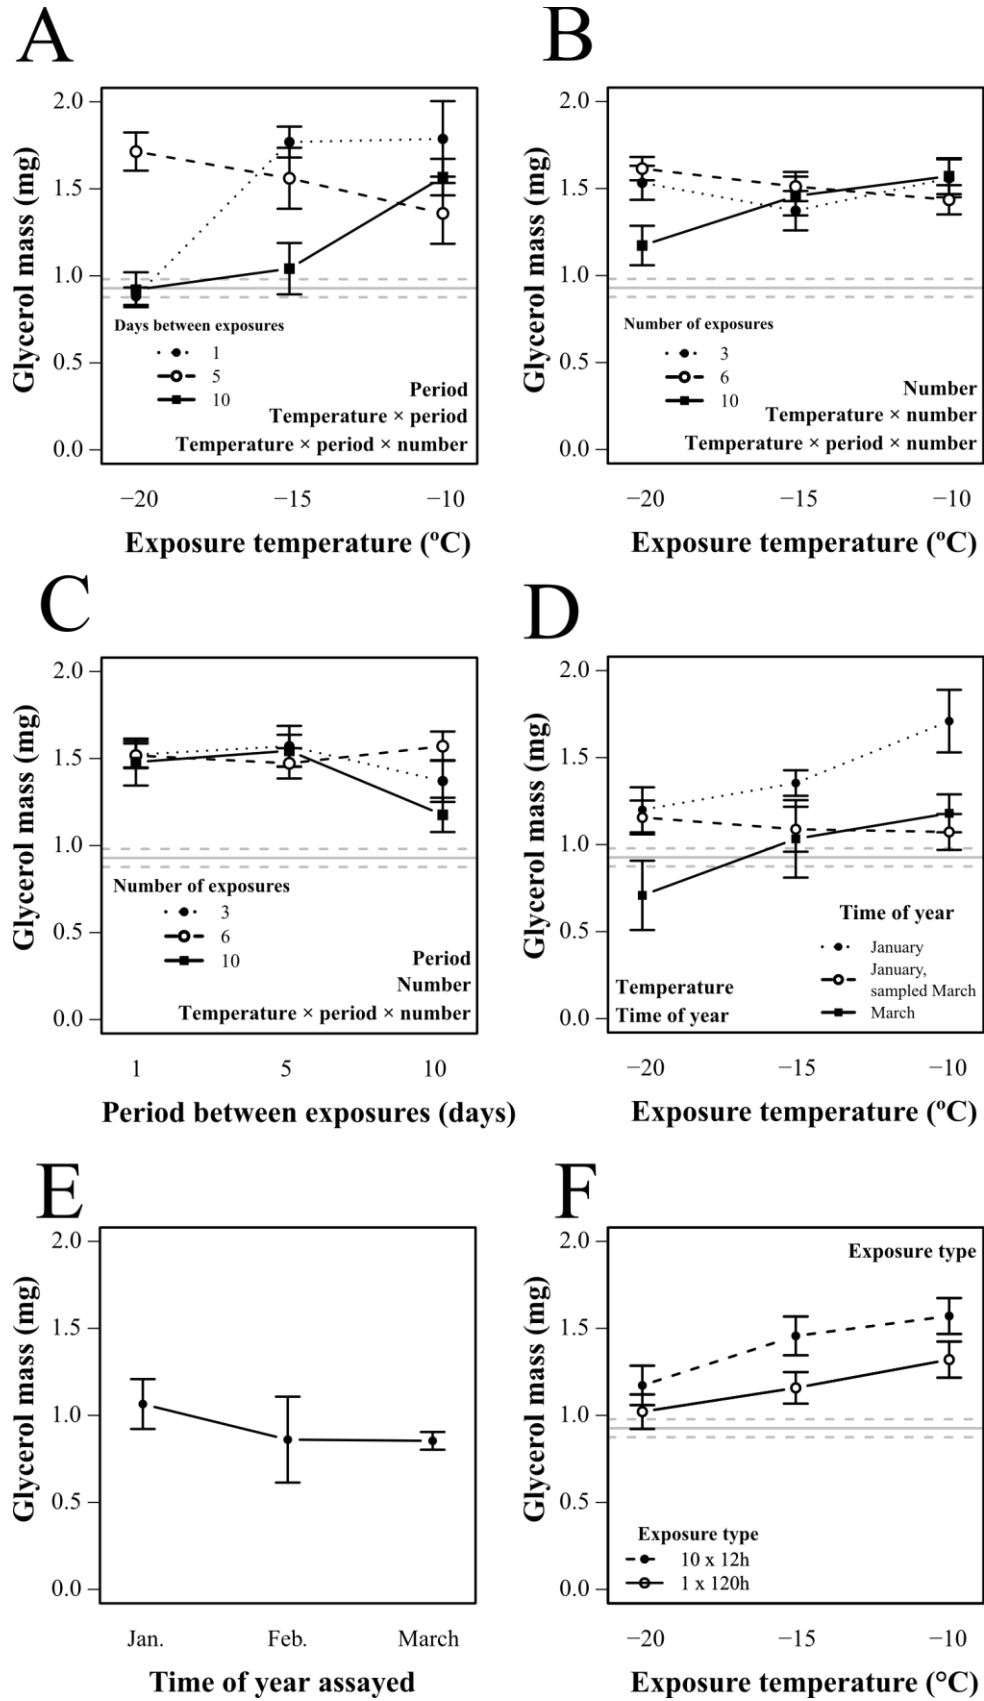 A
Glycerol mass (mg)
2.0
1.5
1.0
0.5
0.0
Days between exposures
1
5
10
Period
Temperature × period
Temperature × period × number
−20 −15 −10
Exposure temperature (ºC)
B
Glycerol mass (mg)
2.0
1.5
1.0
0.5
0.0
Number of exposures
3
6
10
Number
Temperature × number
Temperature × period × number
−20 −15 −10
Exposure temperature (ºC)
C
Glycerol mass (mg)
2.0
1.5
1.0
0.5
0.0
Number of exposures
3
6
10
Period
Number
Temperature × period × number
1 5 10
Period between exposures (days)
D
Glycerol mass (mg)
2.0
1.5
1.0
0.5
0.0
Time of year
January
January,
sampled March
March
Temperature
Time of year
−20 −15 −10
Exposure temperature (ºC)
E
Glycerol mass (mg)
2.0
1.5
1.0
0.5
0.0
Jan. Feb. March
Time of year assayed
F
Glycerol mass (mg)
2.0
1.5
1.0
0.5
0.0
Exposure type
Exposure type
10 x 12h
1 x 120h
−20 −15 −10
Exposure temperature (°C)